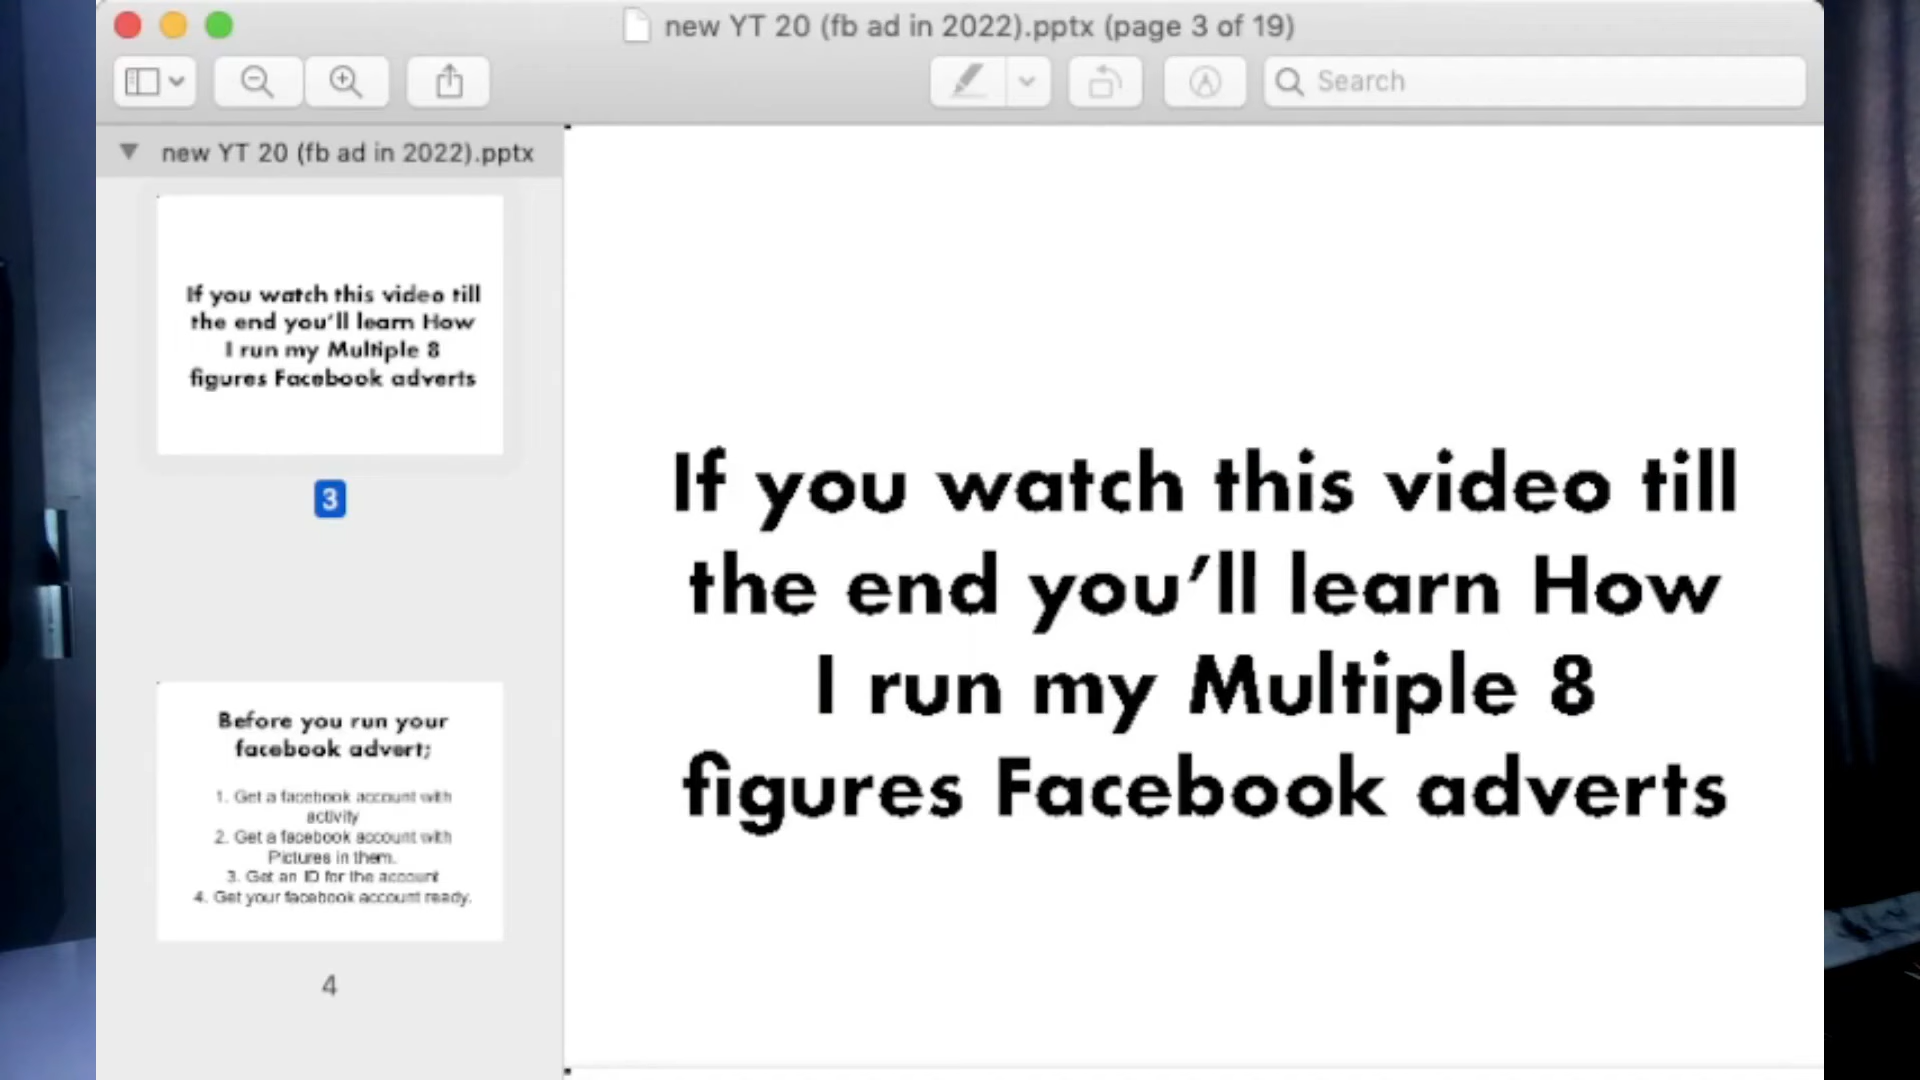 new YT 20 (fb ad in 2022).pptx (page 3 of 19)
Search
new YT 20 (fb ad in 2022).pptx
If you watch this video till
the end you’ll learn How
I run my Multiple 8
figures Facebook adverts
3
Before you run your
facebook advert;
1. Get a facebook account with
activity
2. Get a facebook account with
Pictures in them.
3. Get an ID for the account
4. Get your facebook account ready.
4
If you watch this video till
the end you’ll learn How
I run my Multiple 8
figures Facebook adverts